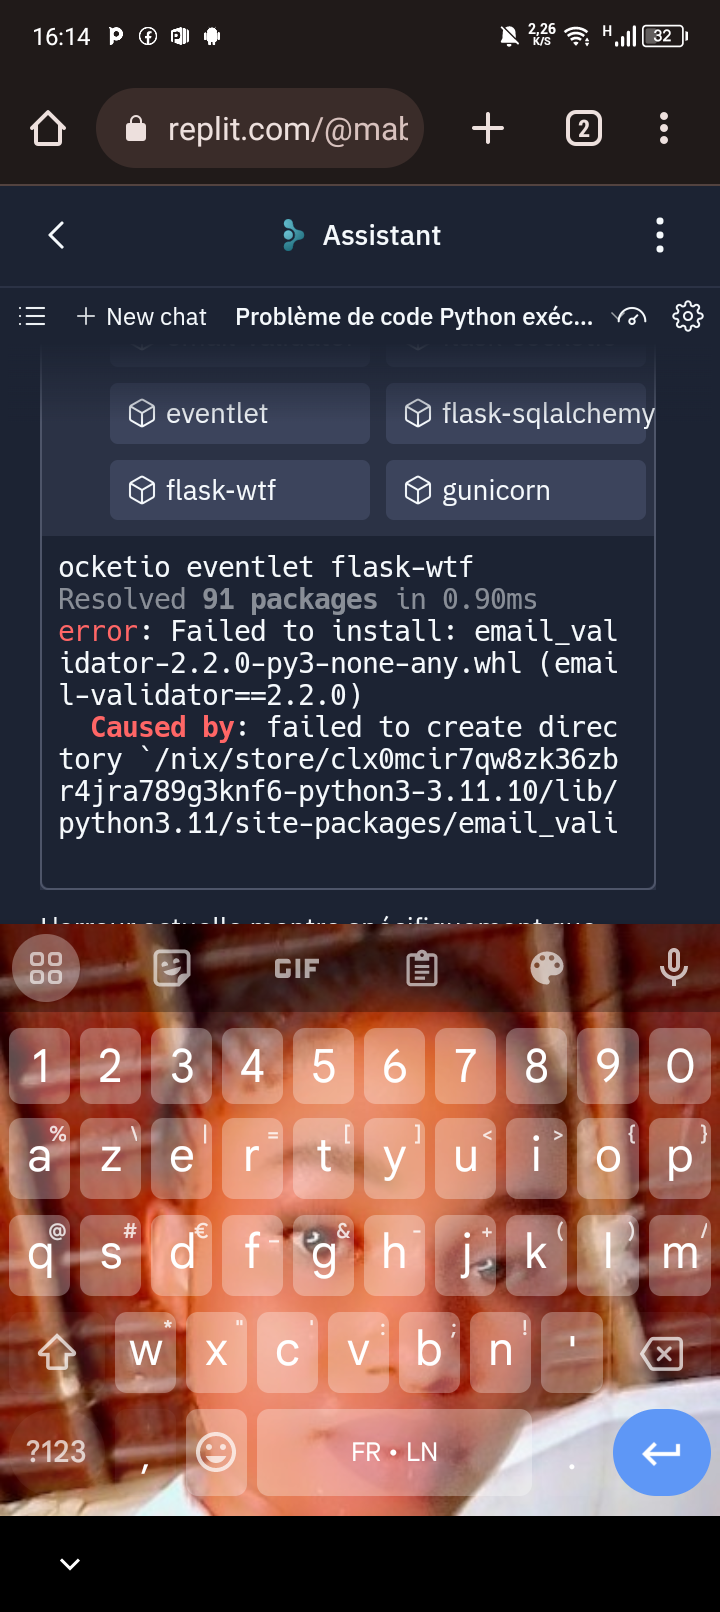 16:14
2,26
K/S
H
32
replit.com/@mab
2
Assistant
New chat
Problème de code Python exéc...
eventlet
flask-sqlalchemy
flask-wtf
gunicorn
ocketio eventlet flask-wtf
Resolved 91 packages in 0.90ms
error: Failed to install: email_val
idator-2.2.0-py3-none-any.whl (emai
l-validator==2.2.0)
Caused by: failed to create direc
tory `/nix/store/clx0mcir7qw8zk36zb
r4jra789g3knf6-python3-3.11.10/lib/
python3.11/site-packages/email_vali
GIF
1 2 3 4 5 6 7 8 9 0
% \ | = [ ] < > { }
a z e r t y u i o p
@ # € _ & - + ( ) /
q s d f g h j k l m
* " ' : ; !
w x c v b n '
?123 , FR • LN .